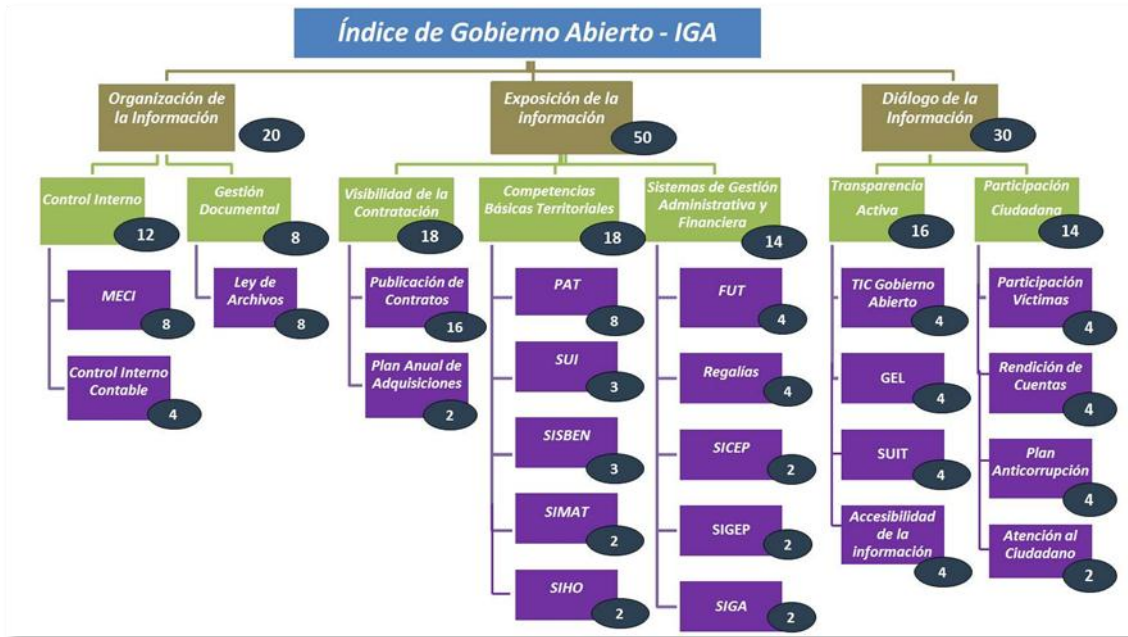 Índice de Gobierno Abierto - IGA
Organización de
la Información
20
Exposición de la
información
50
Diálogo de la
Información
30
Control Interno
12
Gestión
Documental
8
Visibilidad de la
Contratación
18
Competencias
Básicas Territoriales
18
Sistemas de Gestión
Administrativa y
Financiera
14
Transparencia
Activa
16
Participación
Ciudadana
14
MECI
8
Control Interno
Contable
4
Ley de
Archivos
8
Publicación de
Contratos
16
Plan Anual de
Adquisiciones
2
PAT
8
SUI
3
SISBEN
3
SIMAT
2
SIHO
2
FUT
4
Regalías
4
SICEP
2
SIGEP
2
SIGA
2
TIC Gobierno
Abierto
4
GEL
4
SUIT
4
Accesibilidad
de la
información
4
Participación
Víctimas
4
Rendición de
Cuentas
4
Plan
Anticorrupción
4
Atención al
Ciudadano
2